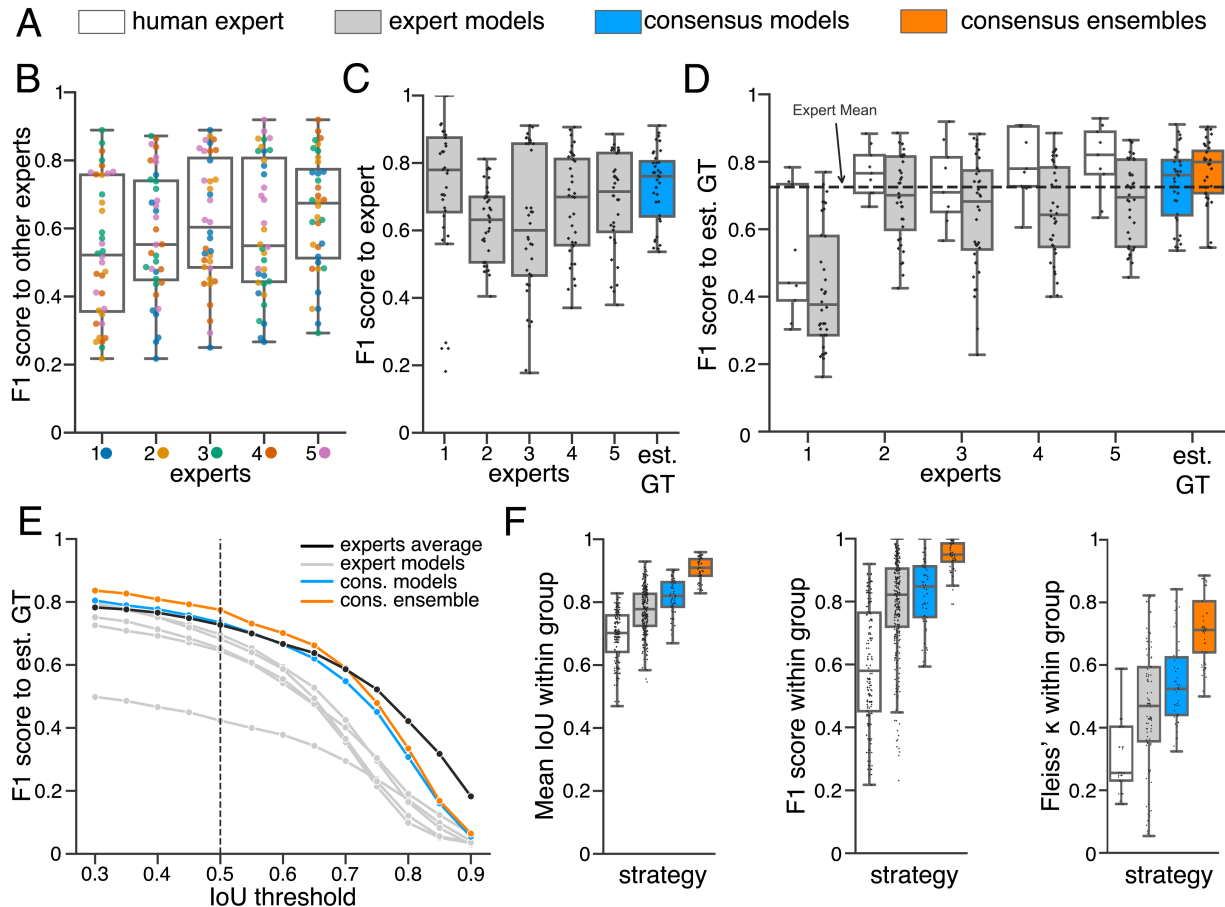 A
human expert
expert models
consensus models
consensus ensembles
B
F1 score to other experts
1
0.8
0.6
0.4
0.2
0
1 2 3 4 5
experts
C
F1 score to expert
1
0.8
0.6
0.4
0.2
0
1 2 3 4 5 est.
GT
experts
D
F1 score to est. GT
Expert Mean
1
0.8
0.6
0.4
0.2
0
1 2 3 4 5 est.
GT
experts
E
F1 score to est. GT
experts average
expert models
cons. models
cons. ensemble
1
0.8
0.6
0.4
0.2
0
0.3 0.4 0.5 0.6 0.7 0.8 0.9
IoU threshold
F
Mean IoU within group
1
0.8
0.6
0.4
0.2
0
strategy
F1 score within group
1
0.8
0.6
0.4
0.2
0
strategy
Fleiss' κ within group
1
0.8
0.6
0.4
0.2
0
strategy